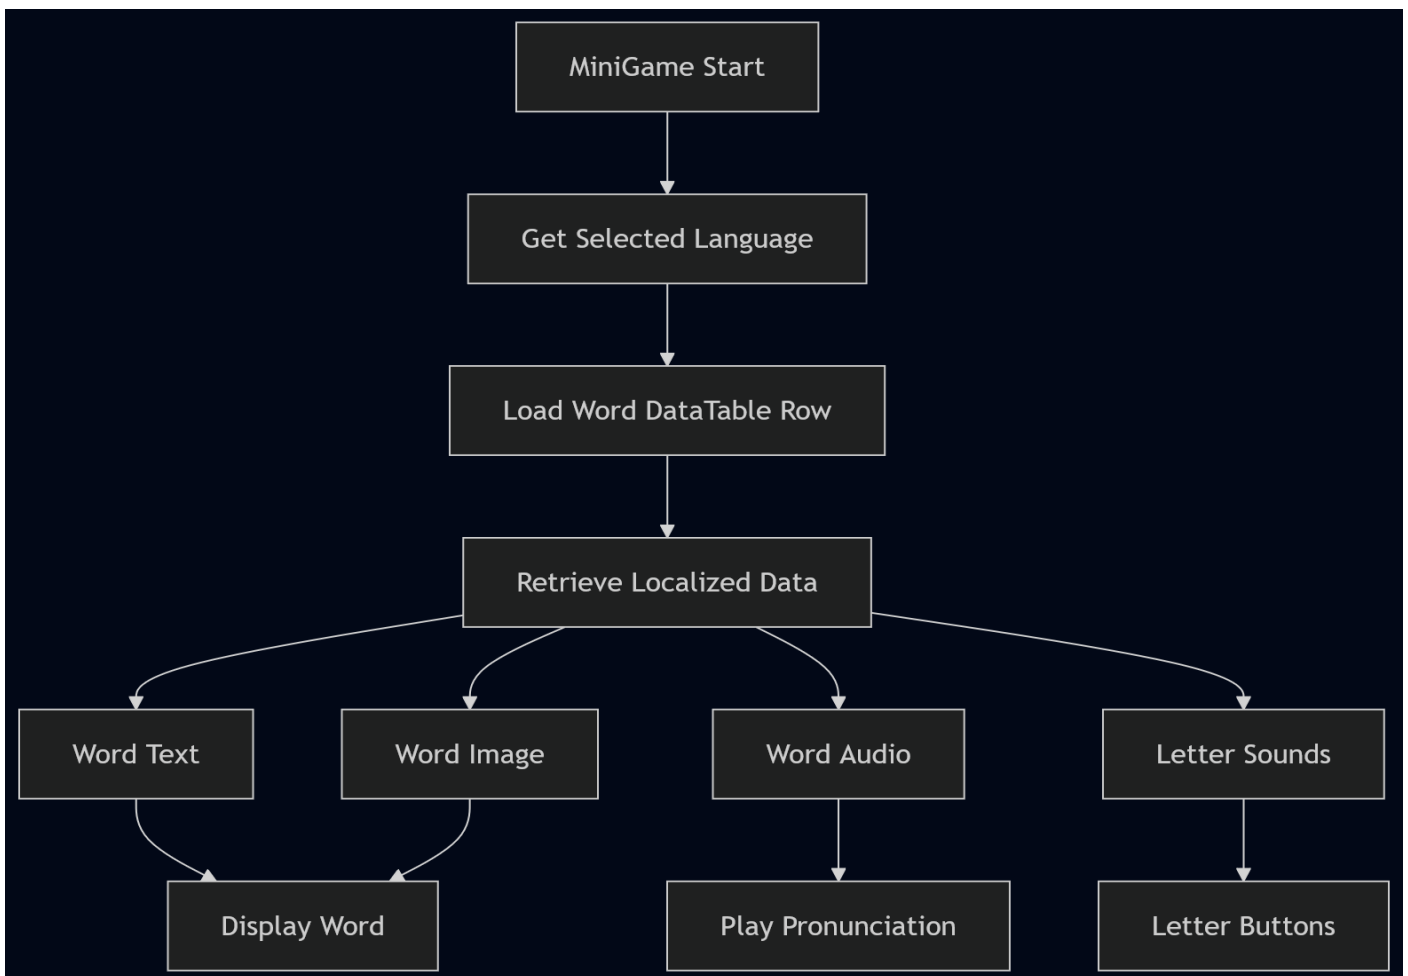 MiniGame Start
Get Selected Language
Load Word DataTable Row
Retrieve Localized Data
Word Text
Word Image
Word Audio
Letter Sounds
Display Word
Play Pronunciation
Letter Buttons